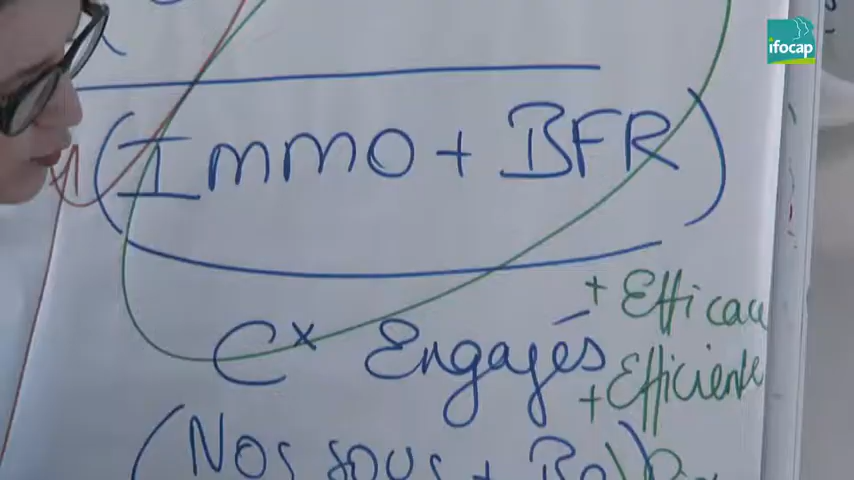 ifocap
(Immo + BFR)
+ Efficace
Cx Engagés
+ Efficiente
(Nos sous +